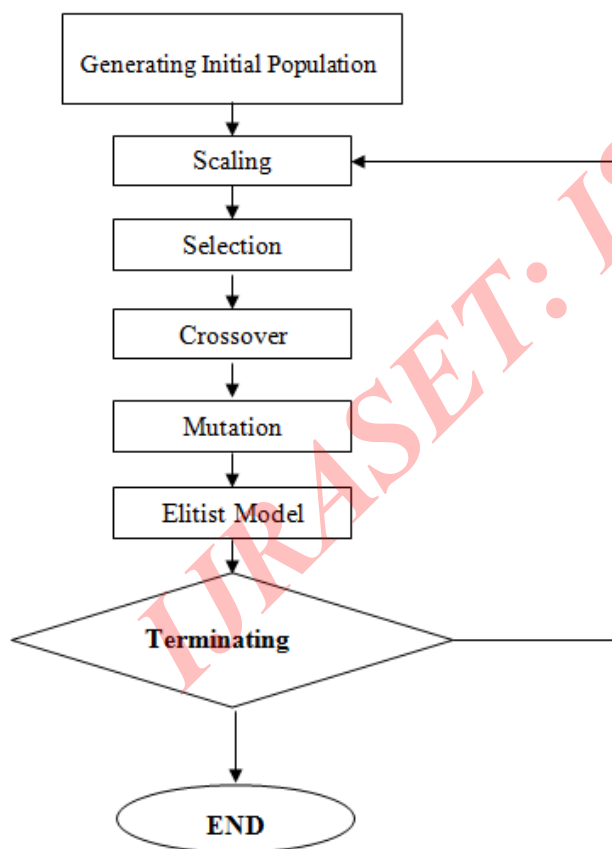 Generating Initial Population
Scaling
Selection
Crossover
Mutation
Elitist Model
Terminating
END
IJRASET: